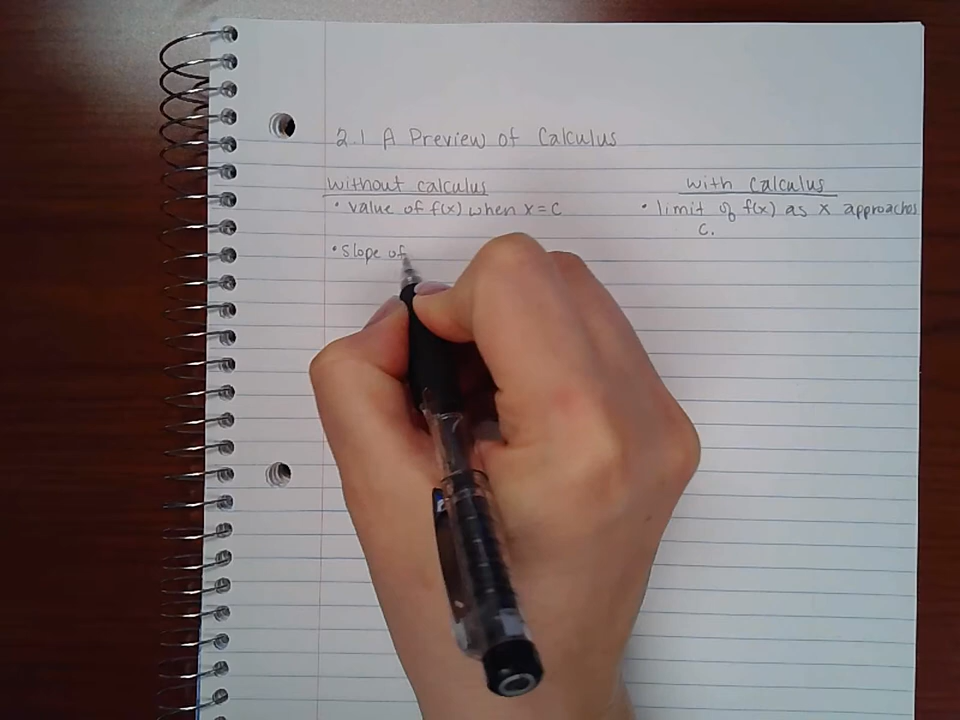 2.1 A Preview of Calculus
without calculus
with calculus
• value of f(x) when x = c
• limit of f(x) as x approaches
c.
• Slope of